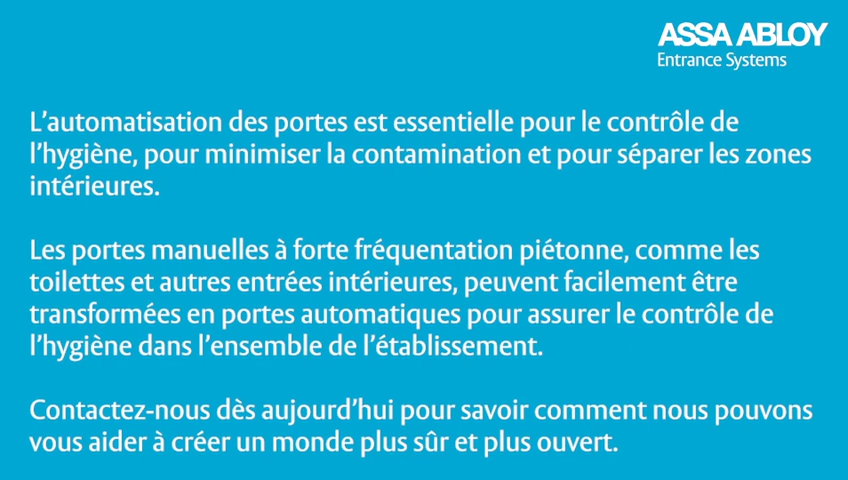 ASSA ABLOY
Entrance Systems
L’automatisation des portes est essentielle pour le contrôle de
l’hygiène, pour minimiser la contamination et pour séparer les zones
intérieures.
Les portes manuelles à forte fréquentation piétonne, comme les
toilettes et autres entrées intérieures, peuvent facilement être
transformées en portes automatiques pour assurer le contrôle de
l’hygiène dans l’ensemble de l’établissement.
Contactez-nous dès aujourd’hui pour savoir comment nous pouvons
vous aider à créer un monde plus sûr et plus ouvert.